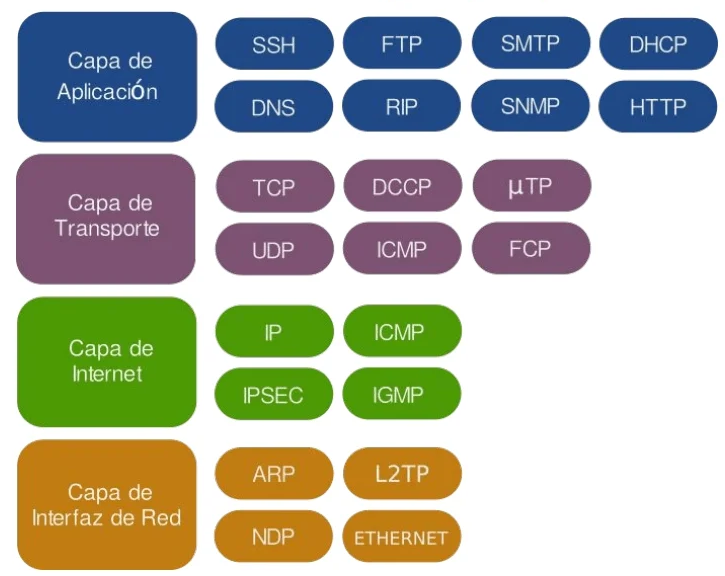 Capa de
Aplicación
SSH FTP SMTP DHCP
DNS RIP SNMP HTTP
Capa de
Transporte
TCP DCCP µTP
UDP ICMP FCP
Capa de
Internet
IP ICMP
IPSEC IGMP
Capa de
Interfaz de Red
ARP L2TP
NDP ETHERNET